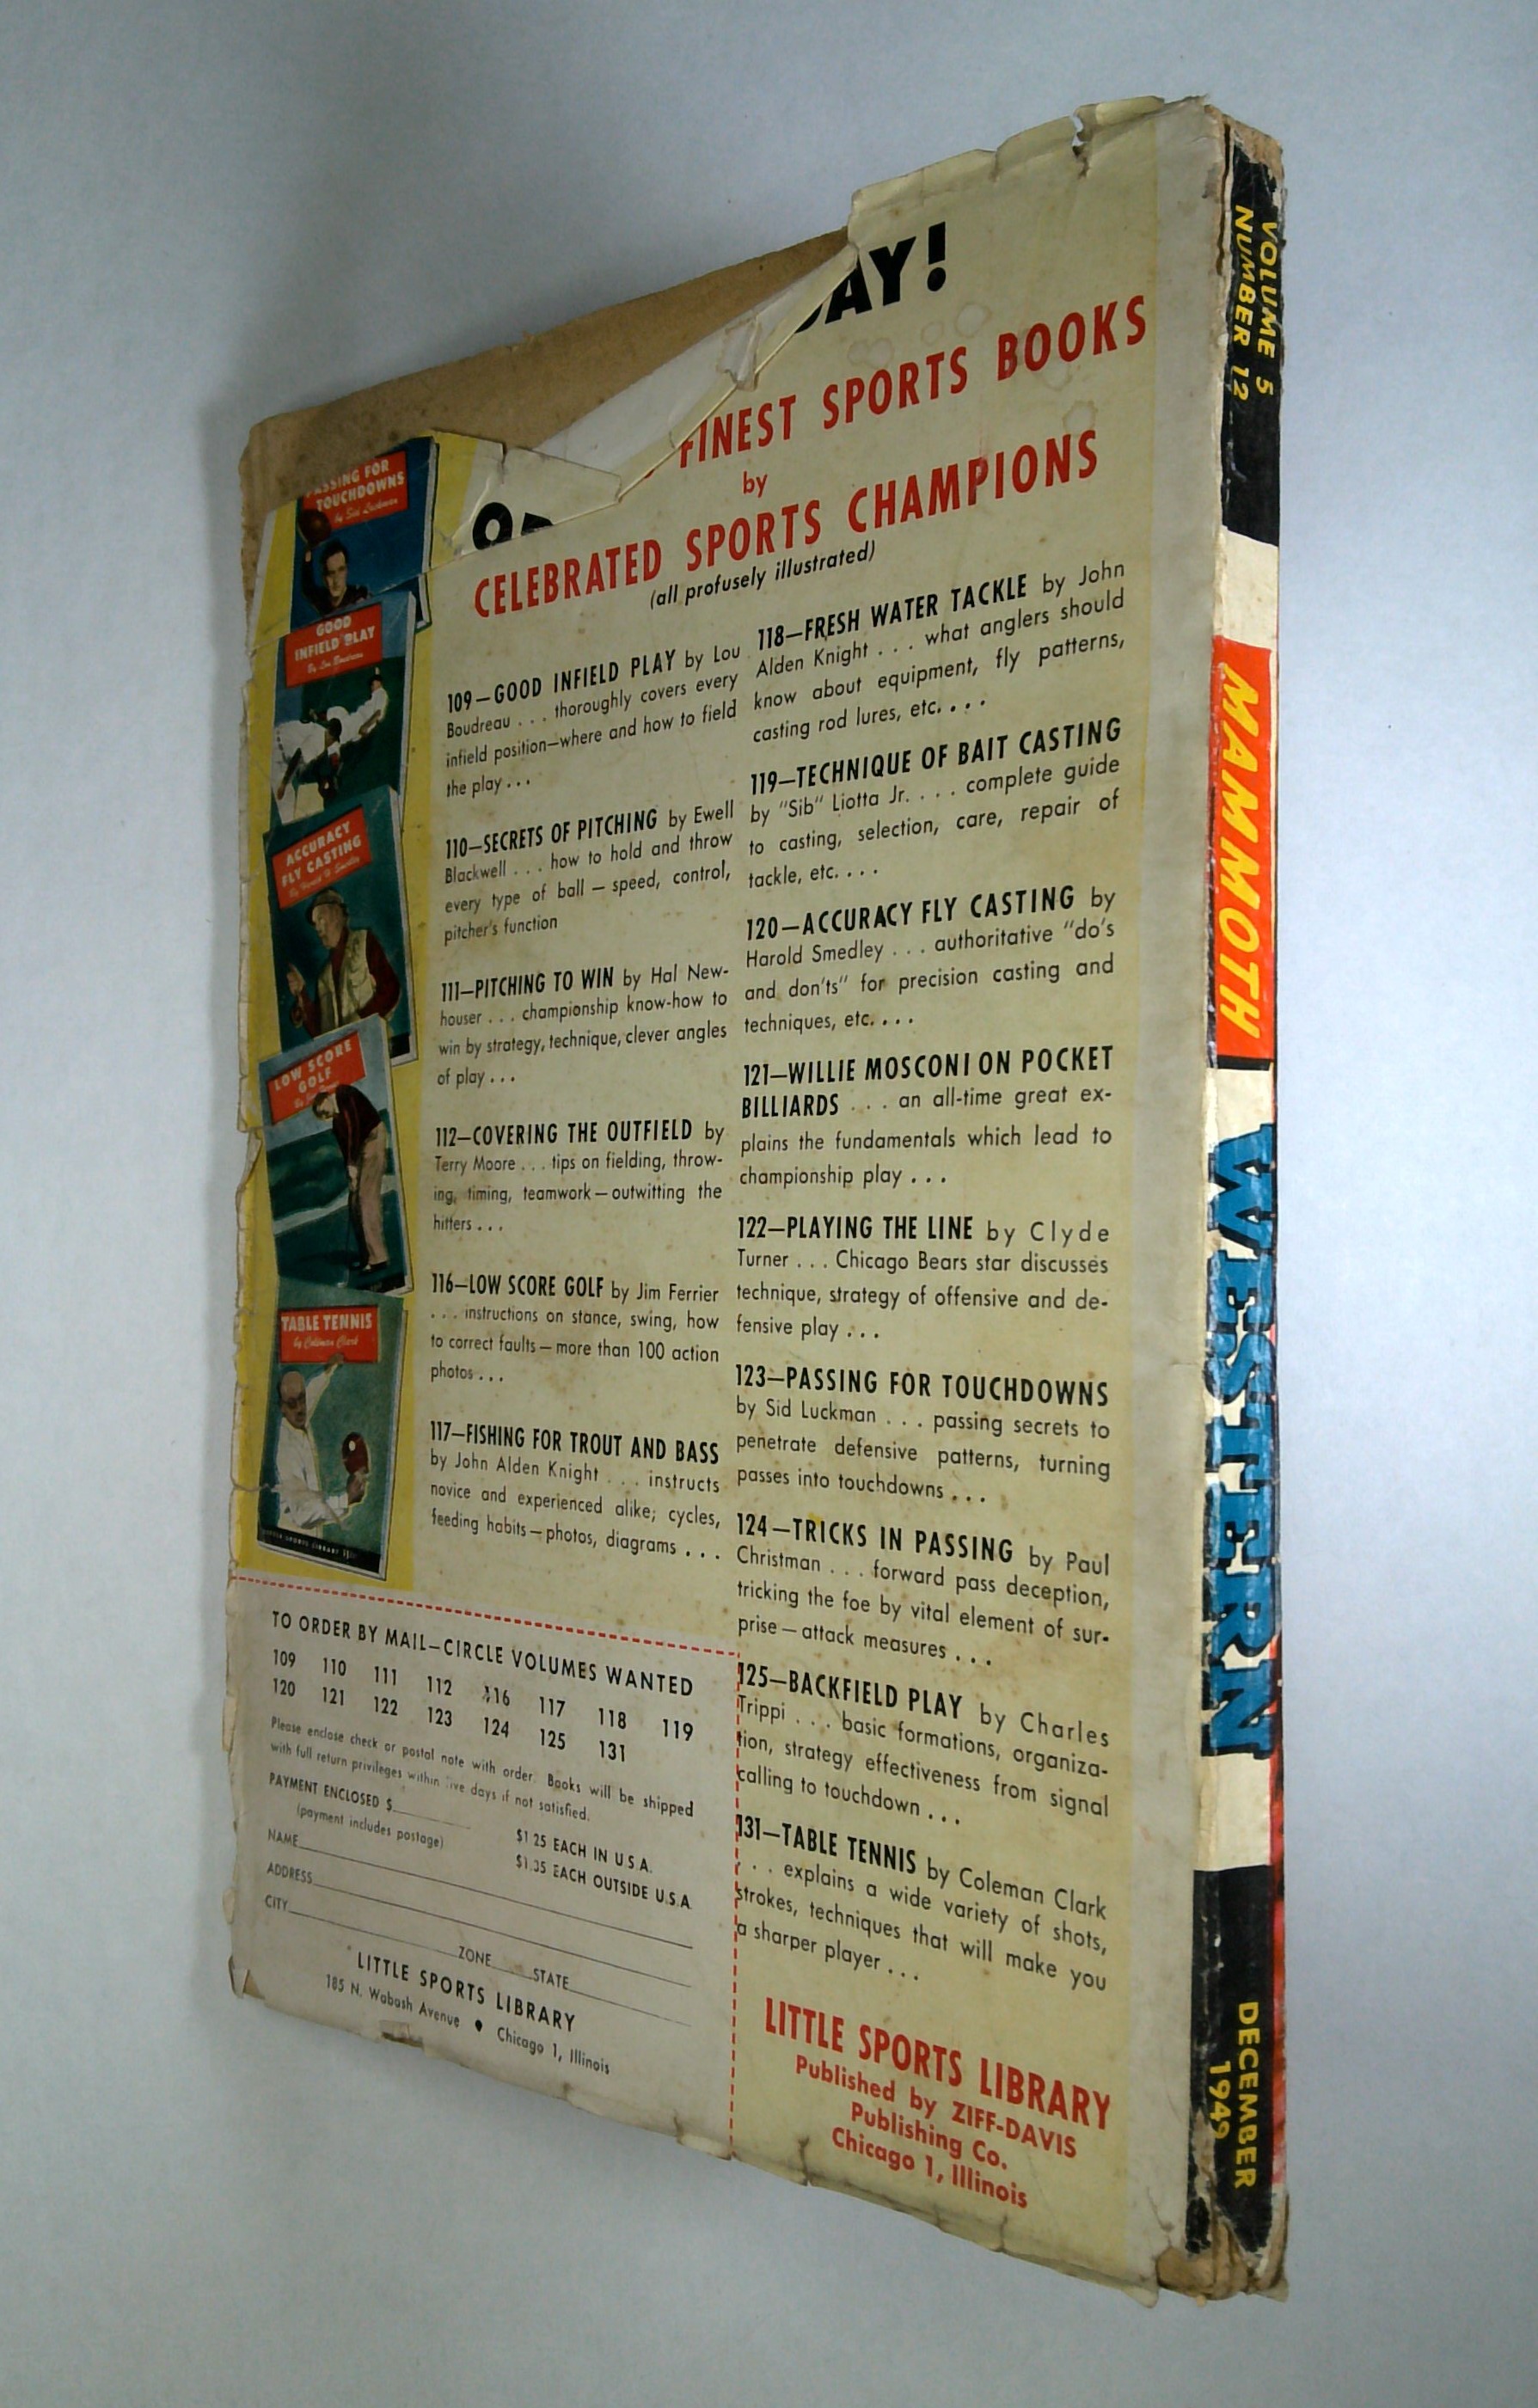 AY!
FINEST SPORTS BOOKS
by
CELEBRATED SPORTS CHAMPIONS
(all profusely illustrated)
PASSING FOR
TOUCHDOWNS
by Sid Luckman
GOOD
INFIELD PLAY
By Lou Boudreau
ACCURACY
FLY CASTING
LOW SCORE
GOLF
TABLE TENNIS
by Coleman Clark
109—GOOD INFIELD PLAY by Lou
Boudreau . . . thoroughly covers every
infield position—where and how to field
the play . . .
110—SECRETS OF PITCHING by Ewell
Blackwell . . . how to hold and throw
every type of ball — speed, control,
pitcher's function
111—PITCHING TO WIN by Hal New-
houser . . . championship know-how to
win by strategy, technique, clever angles
of play . . .
112—COVERING THE OUTFIELD by
Terry Moore . . . tips on fielding, throw-
ing, timing, teamwork — outwitting the
hitters . . .
116—LOW SCORE GOLF by Jim Ferrier
. . . instructions on stance, swing, how
to correct faults — more than 100 action
photos . . .
117—FISHING FOR TROUT AND BASS
by John Alden Knight . . . instructs
novice and experienced alike; cycles,
feeding habits — photos, diagrams . . .
118—FRESH WATER TACKLE by John
Alden Knight . . . what anglers should
know about equipment, fly patterns,
casting rod lures, etc. . . .
119—TECHNIQUE OF BAIT CASTING
by "Sib" Liotta Jr. . . . complete guide
to casting, selection, care, repair of
tackle, etc. . . .
120—ACCURACY FLY CASTING by
Harold Smedley . . . authoritative "do's
and don'ts" for precision casting and
techniques, etc. . . .
121—WILLIE MOSCONI ON POCKET
BILLIARDS . . . an all-time great ex-
plains the fundamentals which lead to
championship play . . .
122—PLAYING THE LINE by Clyde
Turner . . . Chicago Bears star discusses
technique, strategy of offensive and de-
fensive play . . .
123—PASSING FOR TOUCHDOWNS
by Sid Luckman . . . passing secrets to
penetrate defensive patterns, turning
passes into touchdowns . . .
124—TRICKS IN PASSING by Paul
Christman . . . forward pass deception,
tricking the foe by vital element of sur-
prise — attack measures . . .
125—BACKFIELD PLAY by Charles
Trippi . . . basic formations, organiza-
tion, strategy effectiveness from signal
calling to touchdown . . .
131—TABLE TENNIS by Coleman Clark
. . . explains a wide variety of shots,
strokes, techniques that will make you
a sharper player . . .
LITTLE SPORTS LIBRARY
Published by ZIFF-DAVIS
Publishing Co.
Chicago 1, Illinois
TO ORDER BY MAIL—CIRCLE VOLUMES WANTED
109 110 111 112 116 117 118 119
120 121 122 123 124 125 131
Please enclose check or postal note with order. Books will be shipped
with full return privileges within five days if not satisfied.
PAYMENT ENCLOSED $
(payment includes postage)
$1.25 EACH IN U.S.A.
$1.35 EACH OUTSIDE U.S.A.
NAME
ADDRESS
CITY ZONE STATE
LITTLE SPORTS LIBRARY
185 N. Wabash Avenue • Chicago 1, Illinois
VOLUME 5
NUMBER 12
MAMMOTH
WESTERN
DECEMBER
1949